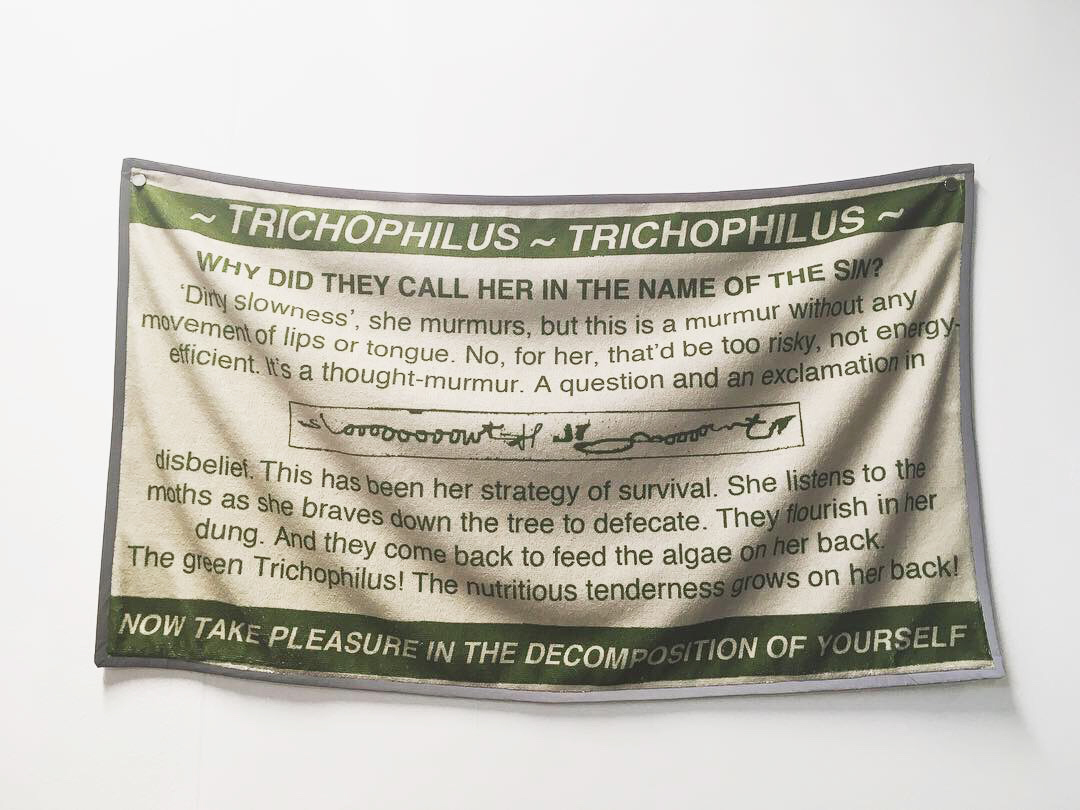 ~ TRICHOPHILUS ~ TRICHOPHILUS ~
WHY DID THEY CALL HER IN THE NAME OF THE SIN?
‘Dirty slowness’, she murmurs, but this is a murmur without any
movement of lips or tongue. No, for her, that’d be too risky, not energy-
efficient. It’s a thought-murmur. A question and an exclamation in
disbelief. This has been her strategy of survival. She listens to the
moths as she braves down the tree to defecate. They flourish in her
dung. And they come back to feed the algae on her back.
The green Trichophilus! The nutritious tenderness grows on her back!
NOW TAKE PLEASURE IN THE DECOMPOSITION OF YOURSELF